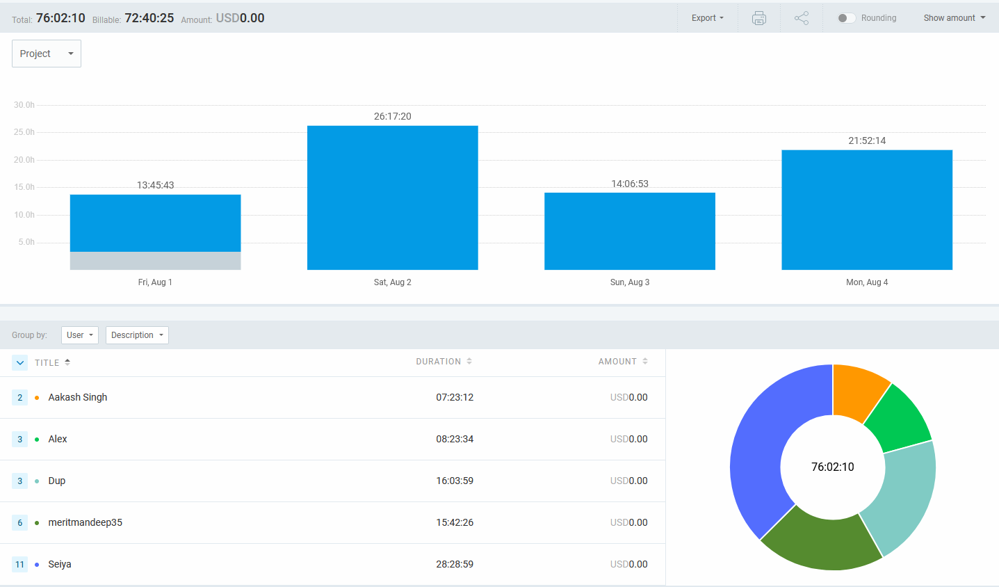 Total: 76:02:10 Billable: 72:40:25 Amount: USD0.00 Export Rounding Show amount
Project
30.0h
26:17:20
25.0h
21:52:14
20.0h
15.0h
13:45:43
14:06:53
10.0h
5.0h
Fri, Aug 1 Sat, Aug 2 Sun, Aug 3 Mon, Aug 4
Group by: User Description
TITLE DURATION AMOUNT
2 Aakash Singh 07:23:12 USD0.00
3 Alex 08:23:34 USD0.00
3 Dup 16:03:59 USD0.00
6 meritmandeep35 15:42:26 USD0.00
11 Seiya 28:28:59 USD0.00
76:02:10